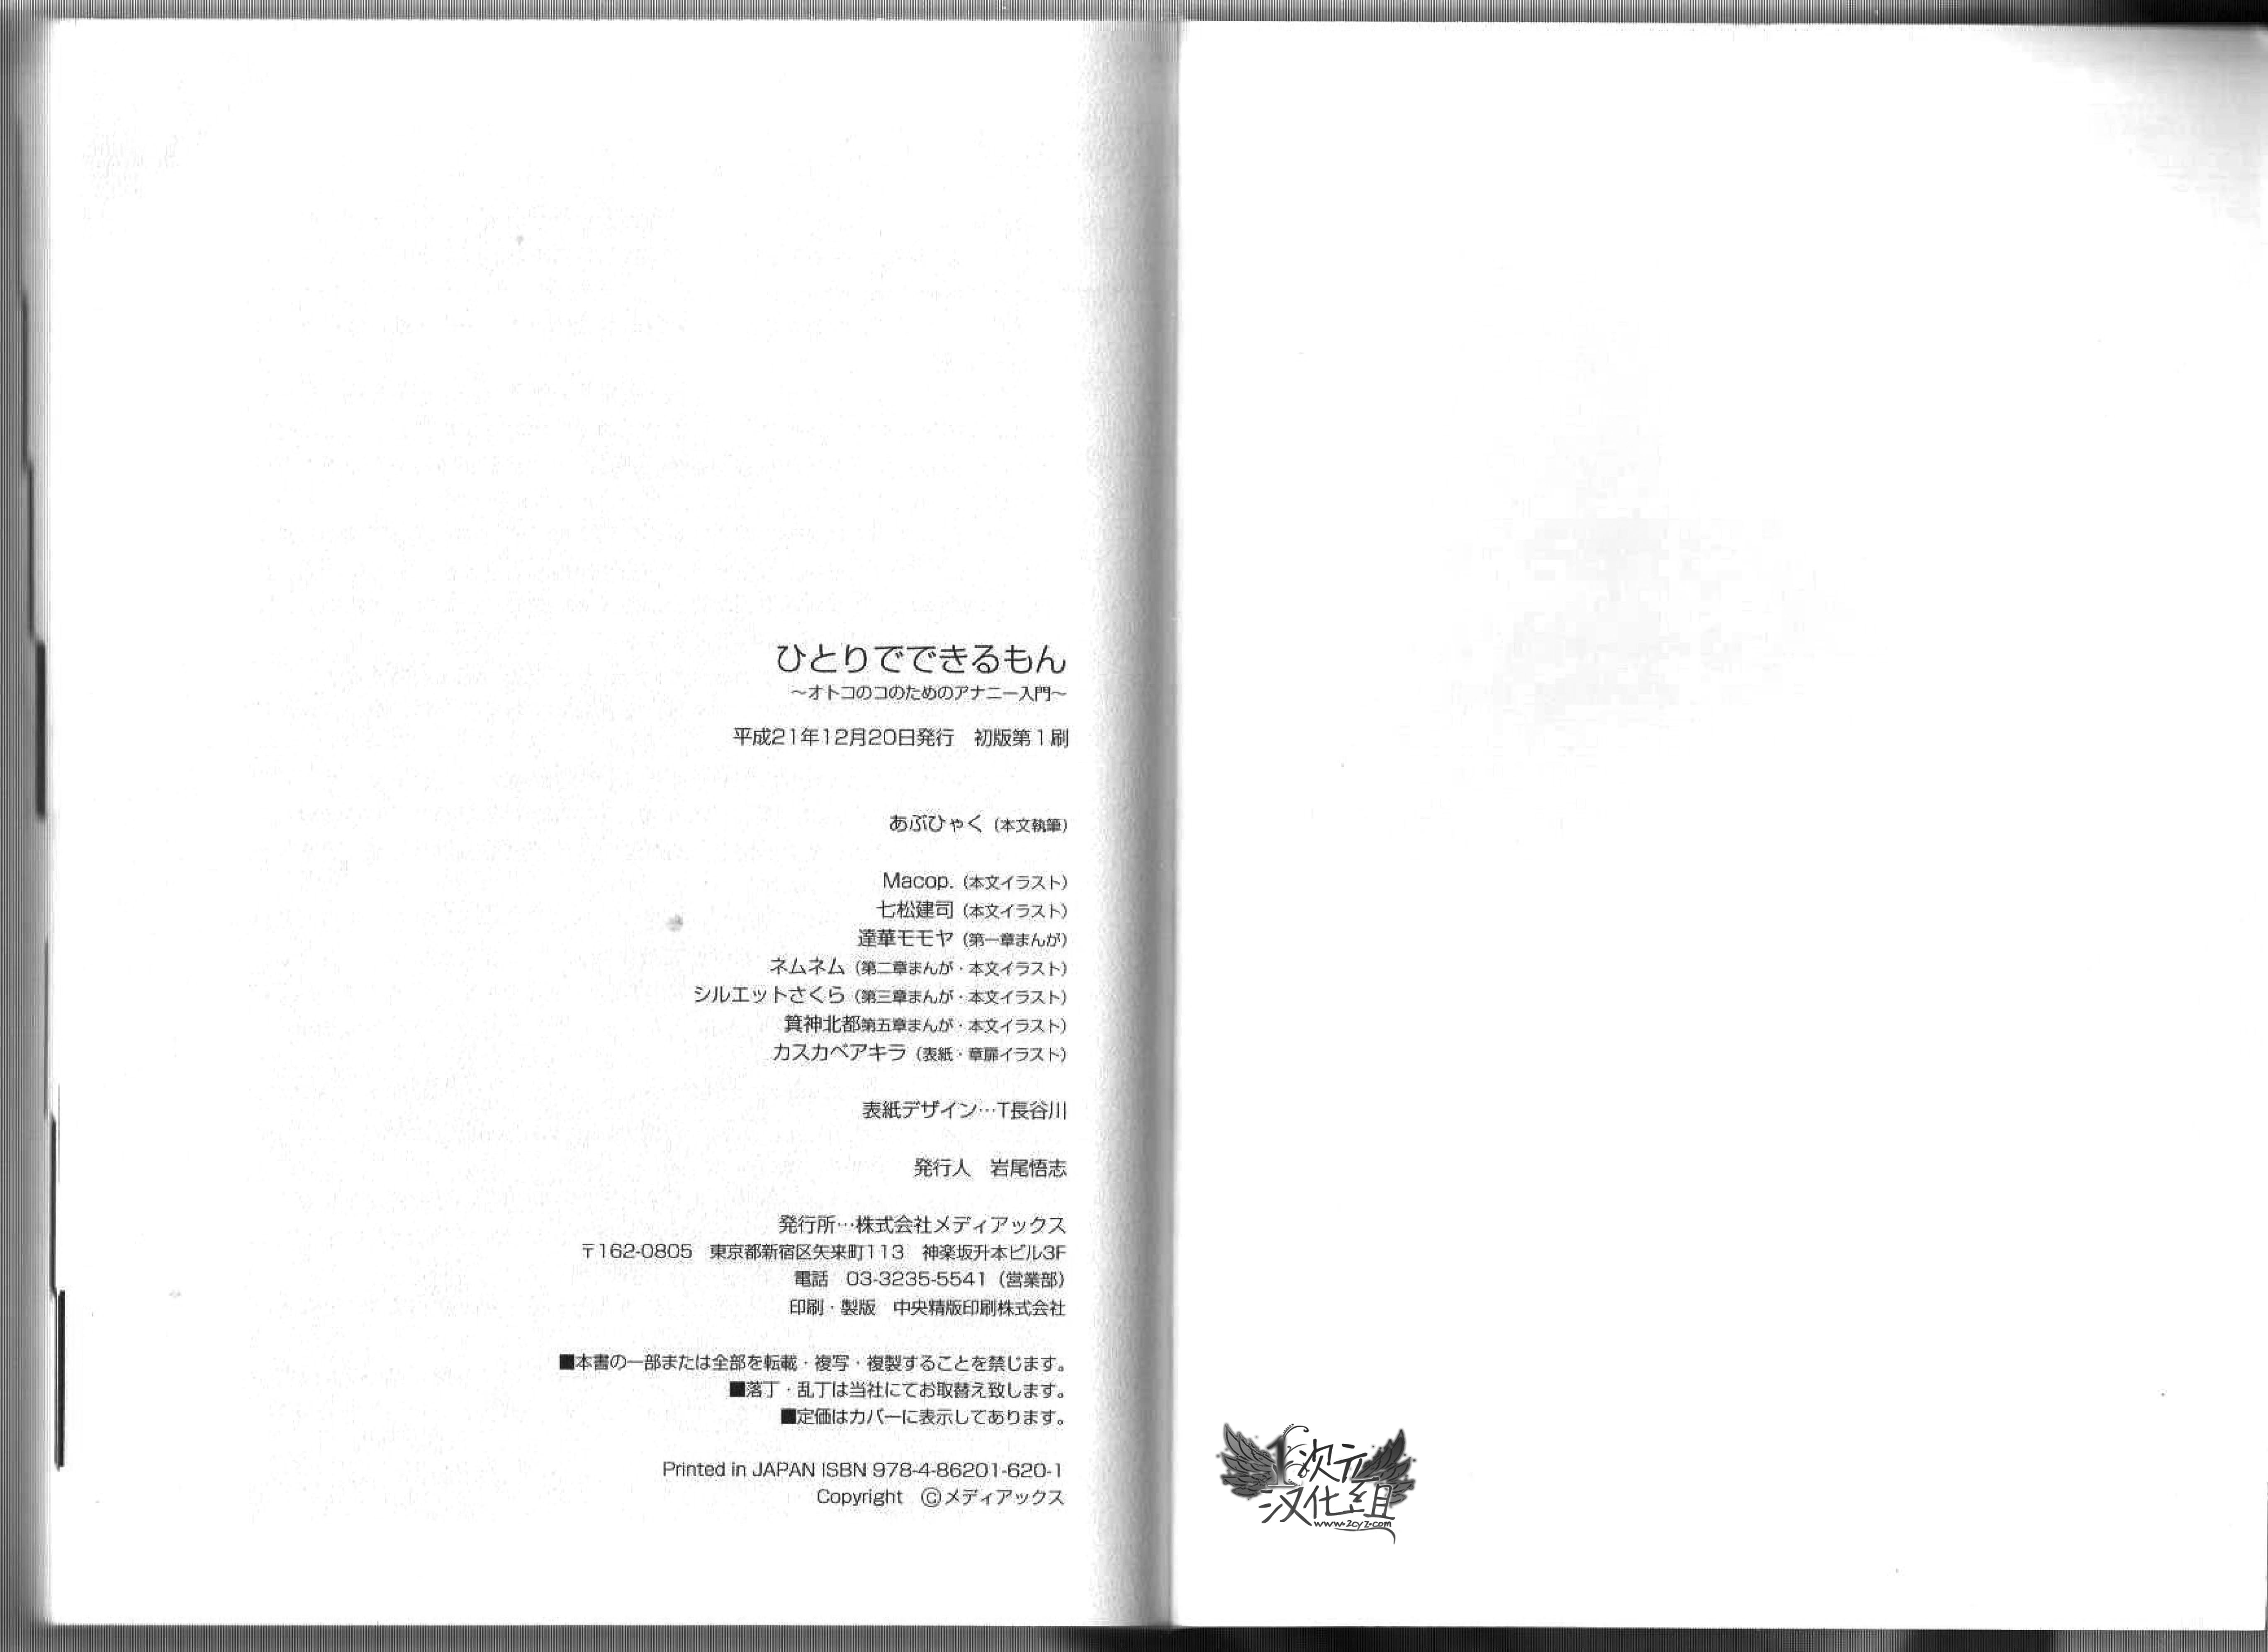 ひとりでできるもん
～オトコのコのためのアナニー入門～
平成21年12月20日発行　初版第1刷
あぶひゃく（本文執筆）
Macop.（本文イラスト）
七松建司（本文イラスト）
達華モモヤ（第一章まんが）
ネムネム（第二章まんが・本文イラスト）
シルエットさくら（第三章まんが・本文イラスト）
箕神北都第五章まんが・本文イラスト）
カスカベアキラ（表紙・章扉イラスト）
表紙デザイン…T長谷川
発行人　岩尾悟志
発行所…株式会社メディアックス
〒162-0805　東京都新宿区矢来町113　神楽坂升本ビル3F
電話　03-3235-5541（営業部）
印刷・製版　中央精版印刷株式会社
■本書の一部または全部を転載・複写・複製することを禁じます。
■落丁・乱丁は当社にてお取替え致します。
■定価はカバーに表示してあります。
Printed in JAPAN ISBN 978-4-86201-620-1
Copyright　©メディアックス
次元
汉化组
www.2cyz.com